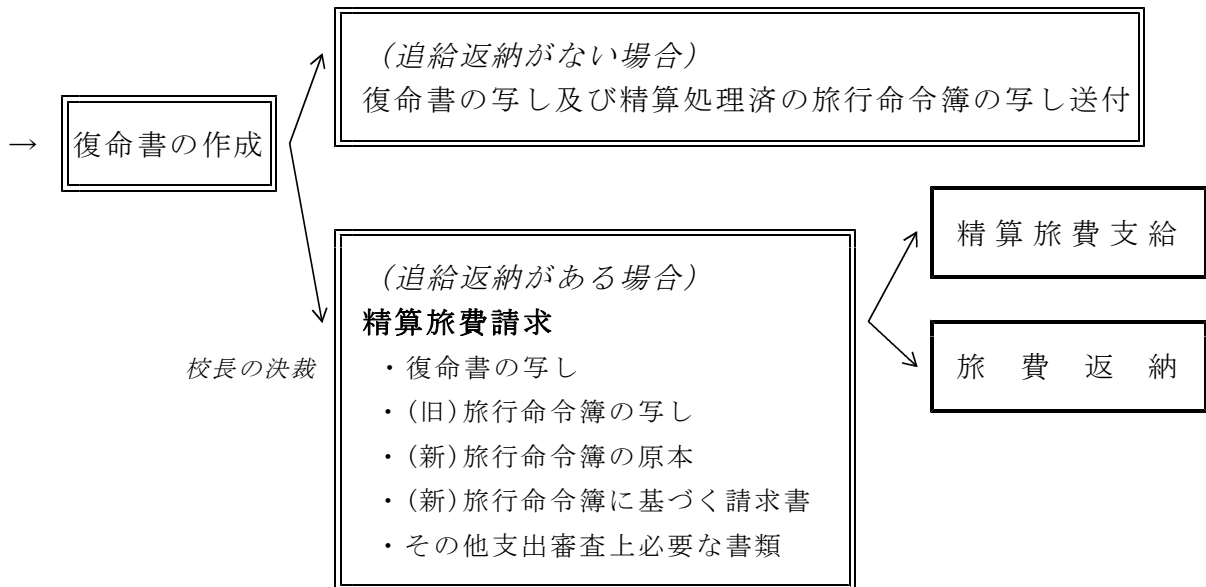 (追給返納がない場合)
復命書の写し及び精算処理済の旅行命令簿の写し送付
→ 復命書の作成
(追給返納がある場合)
精算旅費請求
・復命書の写し
・(旧)旅行命令簿の写し
・(新)旅行命令簿の原本
・(新)旅行命令簿に基づく請求書
・その他支出審査上必要な書類
校長の決裁
精算旅費支給
旅費返納